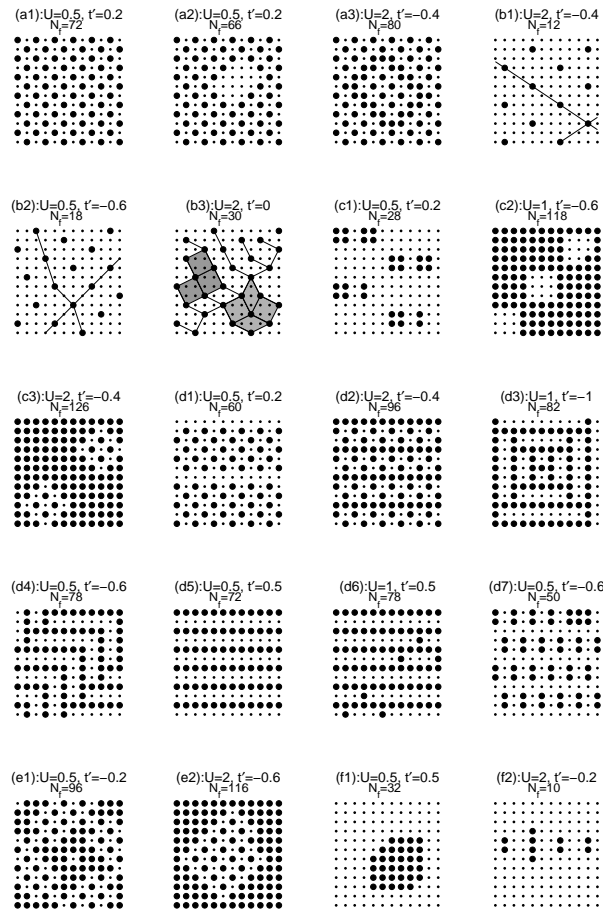 (a1):U=0.5, t′=0.2
N_f=72
(a2):U=0.5, t′=0.2
N_f=66
(a3):U=2, t′=−0.4
N_f=80
(b1):U=2, t′=−0.4
N_f=12
(b2):U=0.5, t′=−0.6
N_f=18
(b3):U=2, t′=0
N_f=30
(c1):U=0.5, t′=0.2
N_f=28
(c2):U=1, t′=−0.6
N_f=118
(c3):U=2, t′=−0.4
N_f=126
(d1):U=0.5, t′=0.2
N_f=60
(d2):U=2, t′=−0.4
N_f=96
(d3):U=1, t′=−1
N_f=82
(d4):U=0.5, t′=−0.6
N_f=78
(d5):U=0.5, t′=0.5
N_f=72
(d6):U=1, t′=0.5
N_f=78
(d7):U=0.5, t′=−0.6
N_f=50
(e1):U=0.5, t′=−0.2
N_f=96
(e2):U=2, t′=−0.6
N_f=116
(f1):U=0.5, t′=0.5
N_f=32
(f2):U=2, t′=−0.2
N_f=10